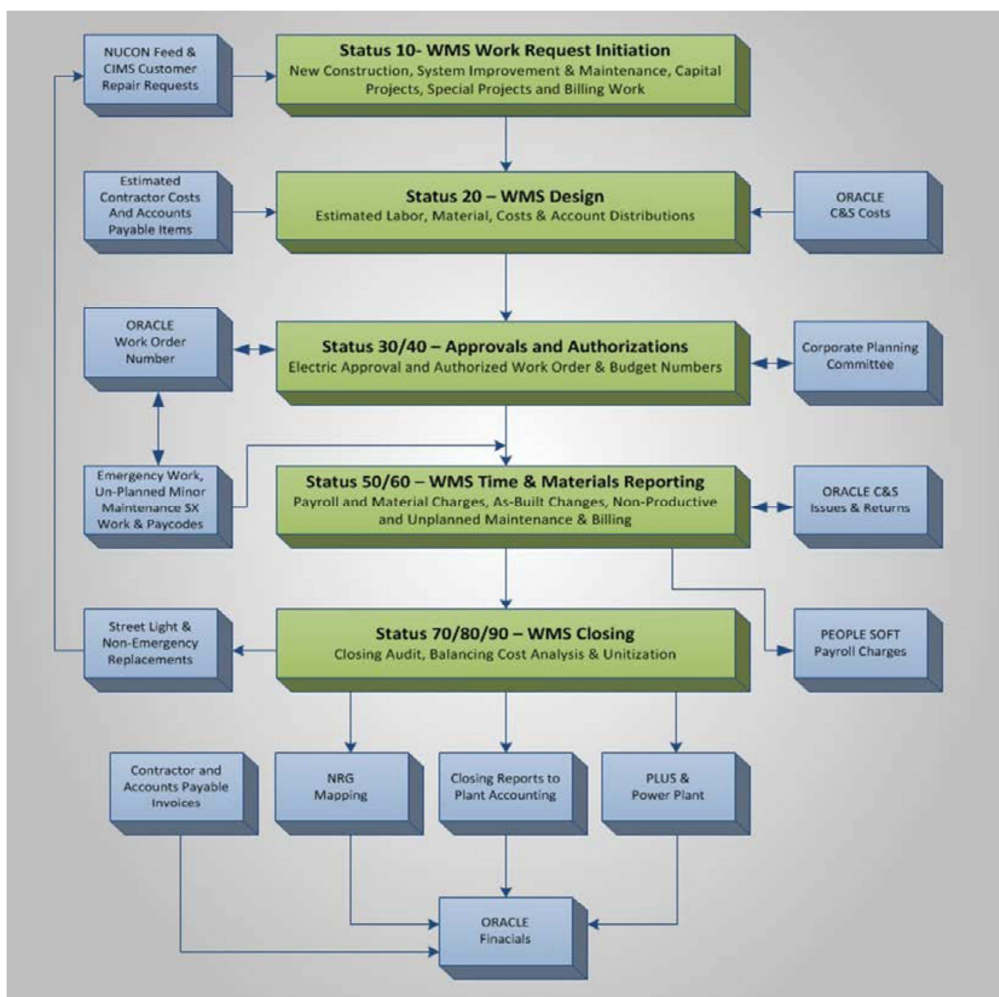 NUCON Feed &
CIMS Customer
Repair Requests
Status 10- WMS Work Request Initiation
New Construction, System Improvement & Maintenance, Capital
Projects, Special Projects and Billing Work
Estimated
Contractor Costs
And Accounts
Payable Items
Status 20 – WMS Design
Estimated Labor, Material, Costs & Account Distributions
ORACLE
C&S Costs
ORACLE
Work Order
Number
Status 30/40 – Approvals and Authorizations
Electric Approval and Authorized Work Order & Budget Numbers
Corporate Planning
Committee
Emergency Work,
Un-Planned Minor
Maintenance SX
Work & Paycodes
Status 50/60 – WMS Time & Materials Reporting
Payroll and Material Charges, As-Built Changes, Non-Productive
and Unplanned Maintenance & Billing
ORACLE C&S
Issues & Returns
Street Light &
Non-Emergency
Replacements
Status 70/80/90 – WMS Closing
Closing Audit, Balancing Cost Analysis & Unitization
PEOPLE SOFT
Payroll Charges
Contractor and
Accounts Payable
Invoices
NRG
Mapping
Closing Reports to
Plant Accounting
PLUS &
Power Plant
ORACLE
Finacials